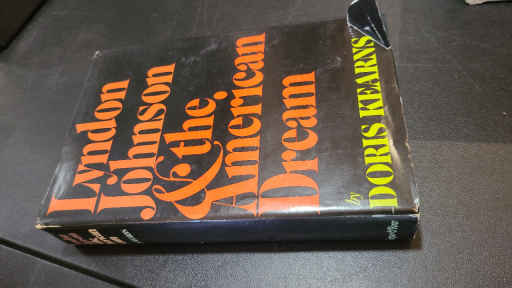 Lyndon
Johnson
& the
American
Dream
by
DORIS KEARNS